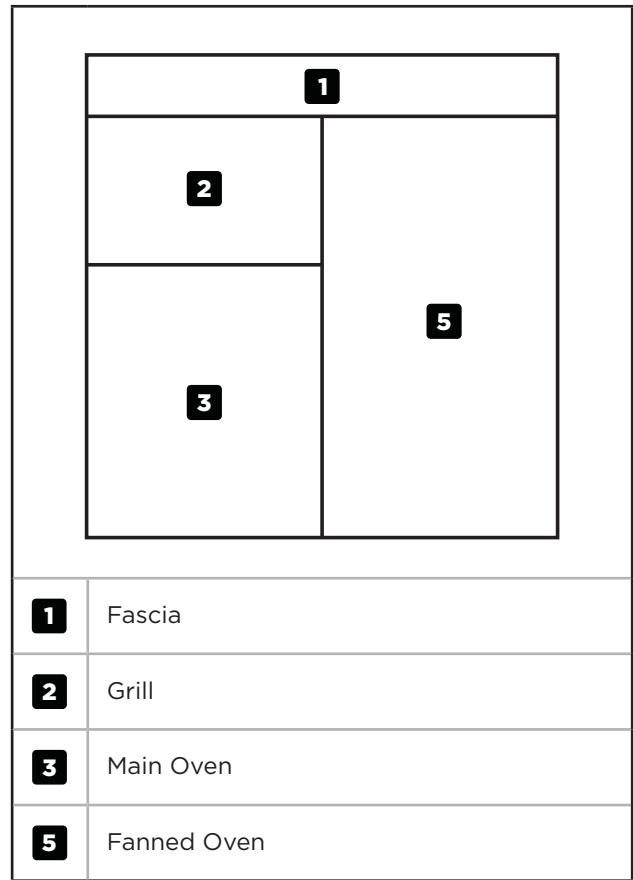 1
2
5
3
1 Fascia
2 Grill
3 Main Oven
5 Fanned Oven